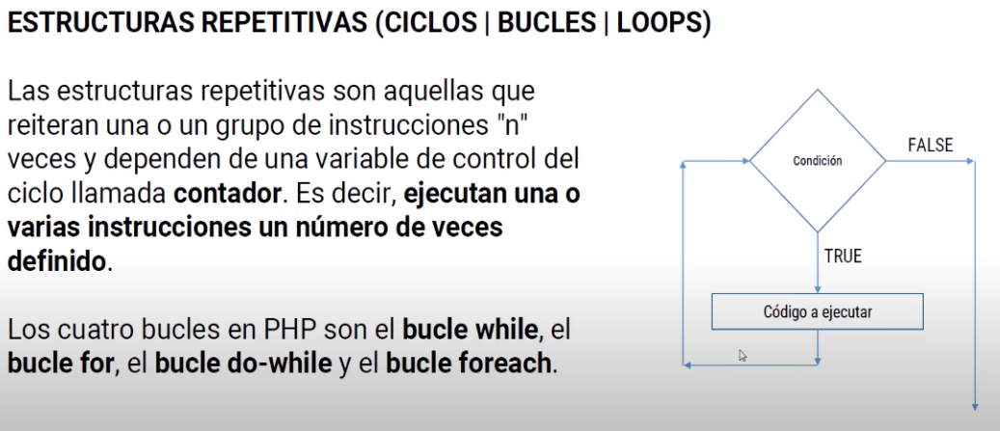 ESTRUCTURAS REPETITIVAS (CICLOS | BUCLES | LOOPS)
Las estructuras repetitivas son aquellas que
reiteran una o un grupo de instrucciones "n"
veces y dependen de una variable de control del
ciclo llamada contador. Es decir, ejecutan una o
varias instrucciones un número de veces
definido.
Los cuatro bucles en PHP son el bucle while, el
bucle for, el bucle do-while y el bucle foreach.
Condición
FALSE
TRUE
Código a ejecutar